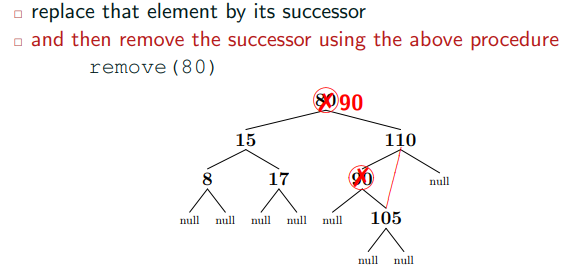 replace that element by its successor
and then remove the successor using the above procedure
remove(80)
80 90
15 110
8 17 90 null
null null null null null 105
null null